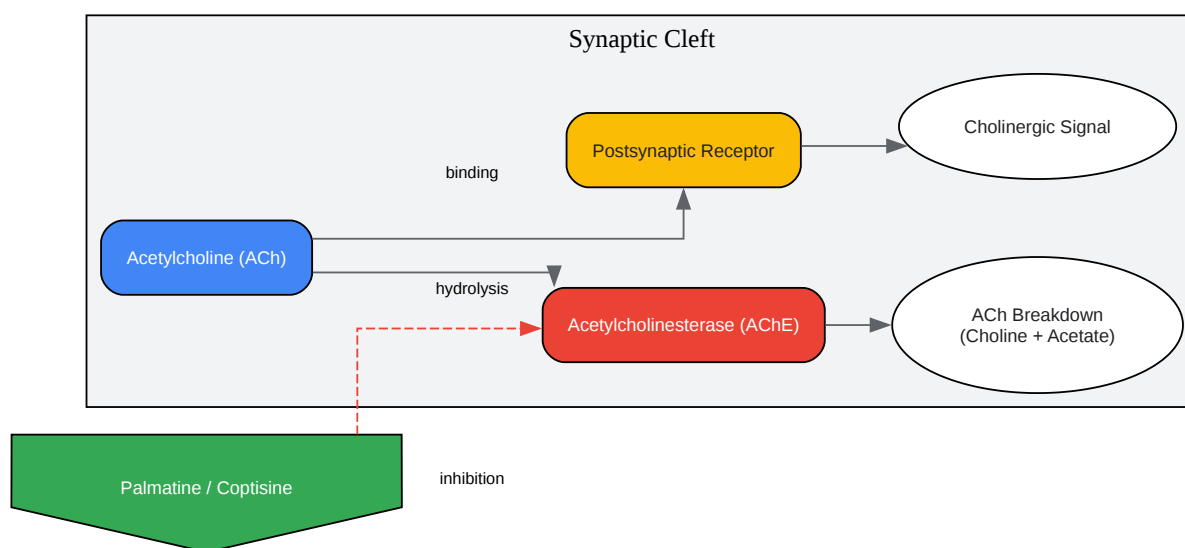 Synaptic Cleft
Cholinergic Signal
Postsynaptic Receptor
binding
Acetylcholine (ACh)
hydrolysis
Acetylcholinesterase (AChE)
ACh Breakdown
(Choline + Acetate)
Palmatine / Coptisine
inhibition